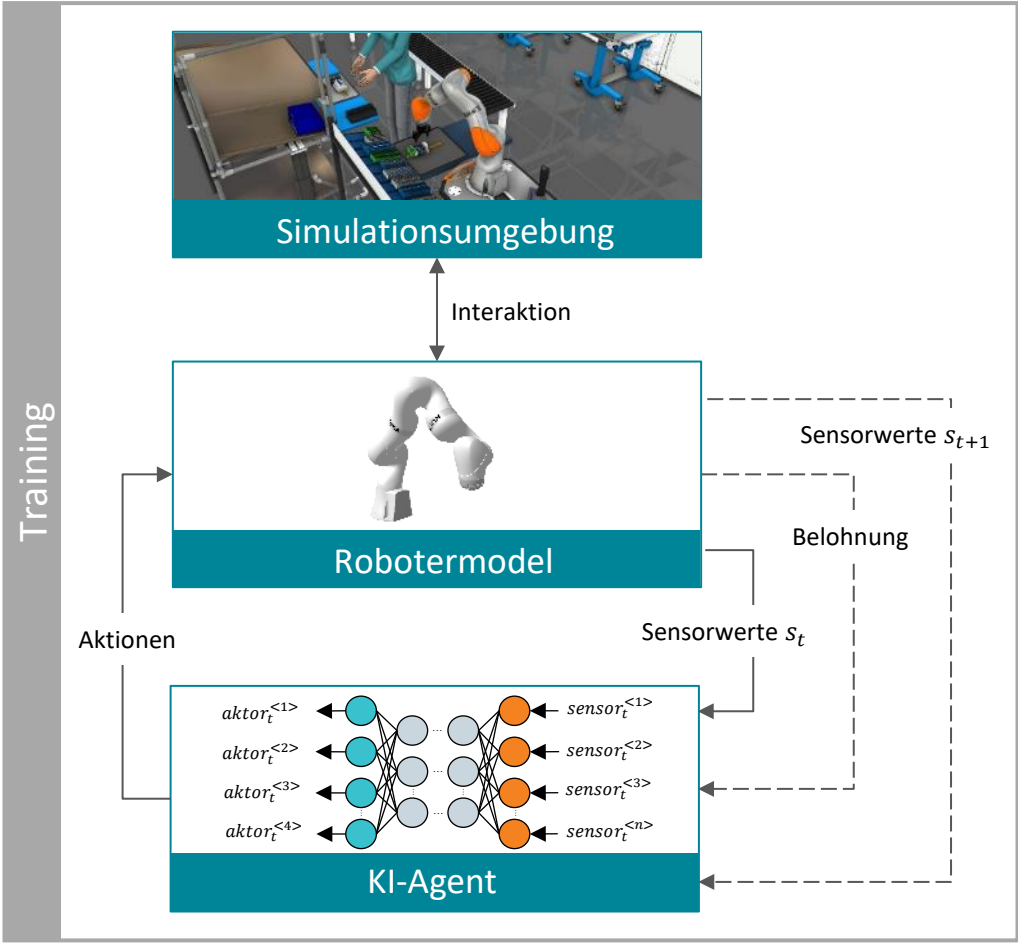 Training
Simulationsumgebung
Interaktion
Sensorwerte $s_{t+1}$
Belohnung
Robotermodel
Aktionen
Sensorwerte $s_t$
$aktor_t^{<1>}$ ... $sensor_t^{<1>}$
$aktor_t^{<2>}$ $sensor_t^{<2>}$
$aktor_t^{<3>}$ ... $sensor_t^{<3>}$
$aktor_t^{<4>}$ ... $sensor_t^{<n>}$
KI-Agent